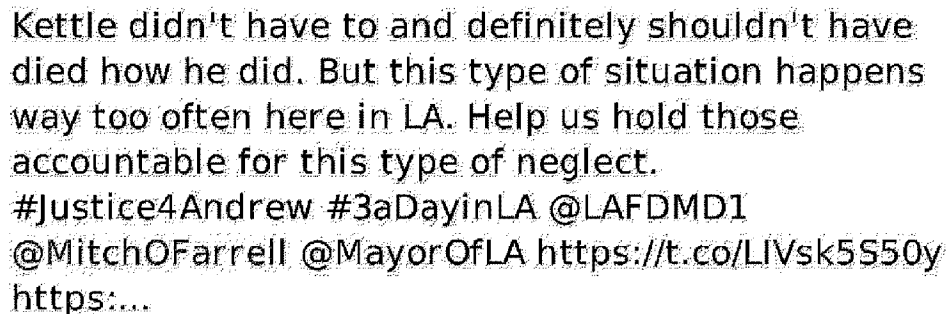 Kettle didn't have to and definitely shouldn't have
died how he did. But this type of situation happens
way too often here in LA. Help us hold those
accountable for this type of neglect.
#Justice4Andrew #3aDayinLA @LAFDMD1
@MitchOFarrell @MayorOfLA https://t.co/LIVsk5S50y
https:...